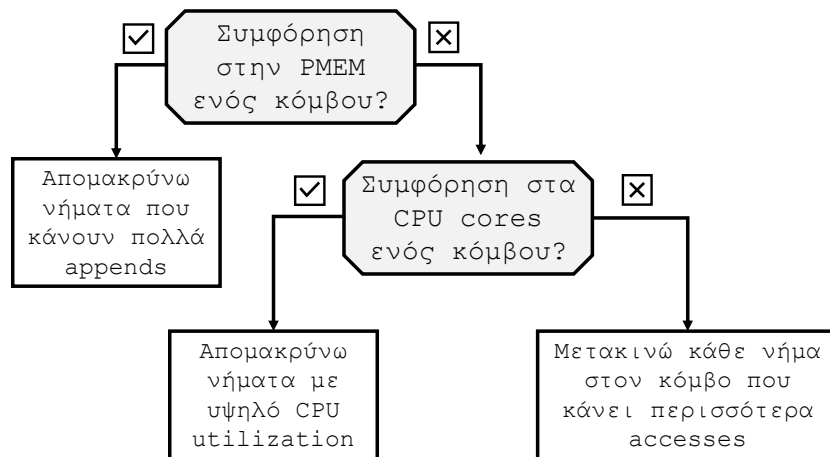 Συμφόρηση
στην PMEM
ενός κόμβου?
Απομακρύνω
νήματα που
κάνουν πολλά
appends
Συμφόρηση στα
CPU cores
ενός κόμβου?
Απομακρύνω
νήματα με
υψηλό CPU
utilization
Μετακινώ κάθε νήμα
στον κόμβο που
κάνει περισσότερα
accesses